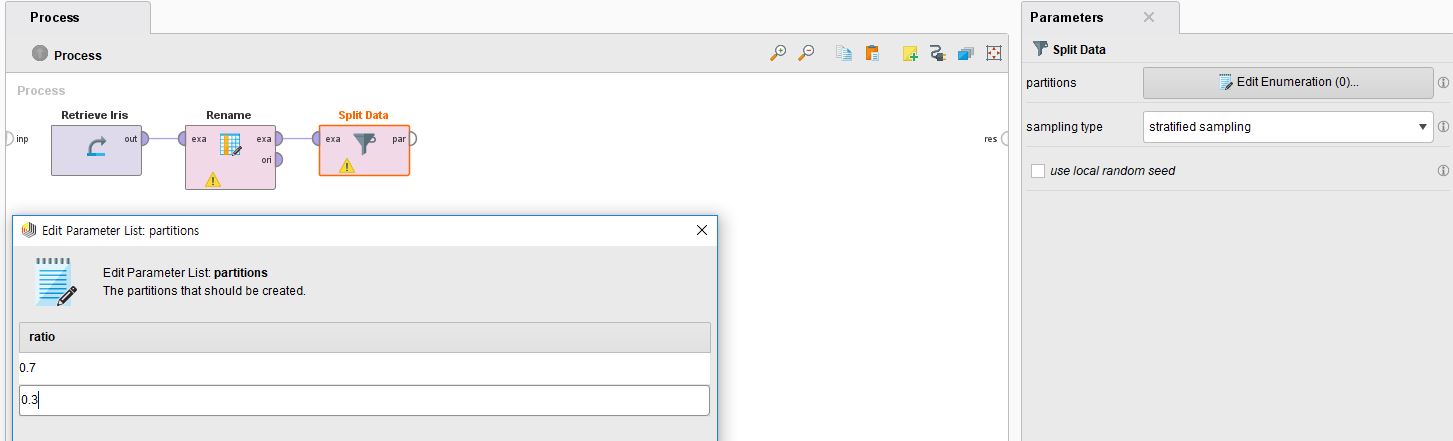 Process
Process
Process
Retrieve Iris
Rename
Split Data
inp
out
exa
exa
ori
exa
par
res
Edit Parameter List: partitions
Edit Parameter List: partitions
The partitions that should be created.
ratio
0.7
0.3
Parameters
Split Data
partitions
Edit Enumeration (0)...
sampling type
stratified sampling
use local random seed